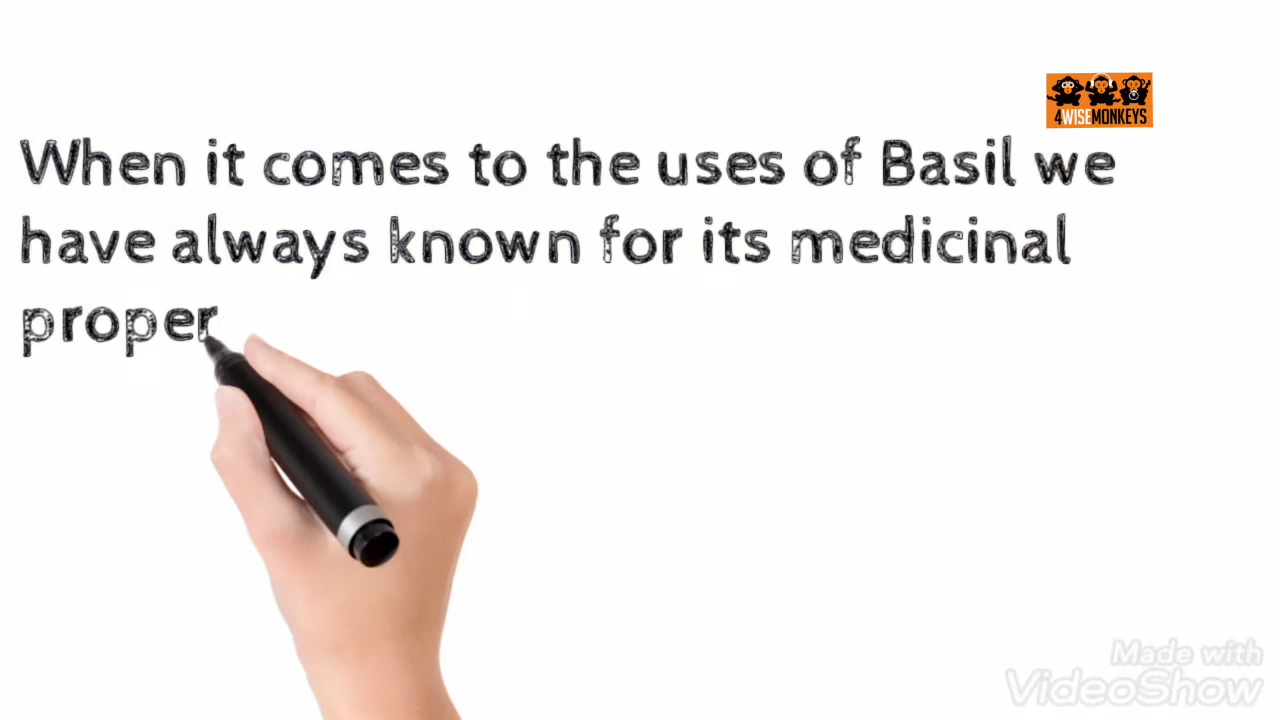 4WISEMONKEYS
When it comes to the uses of Basil we
have always known for its medicinal
proper
Made with
VideoShow